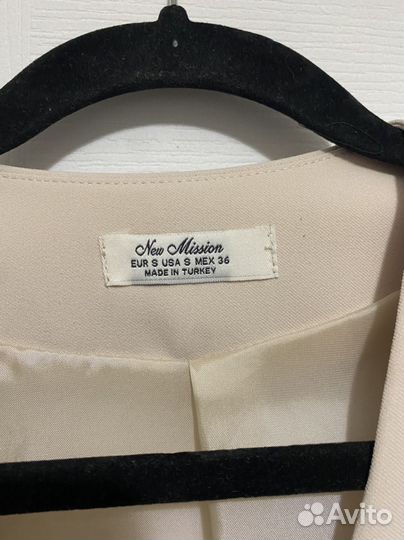 New Mission
EUR S USA S MEX 36
MADE IN TURKEY
Avito